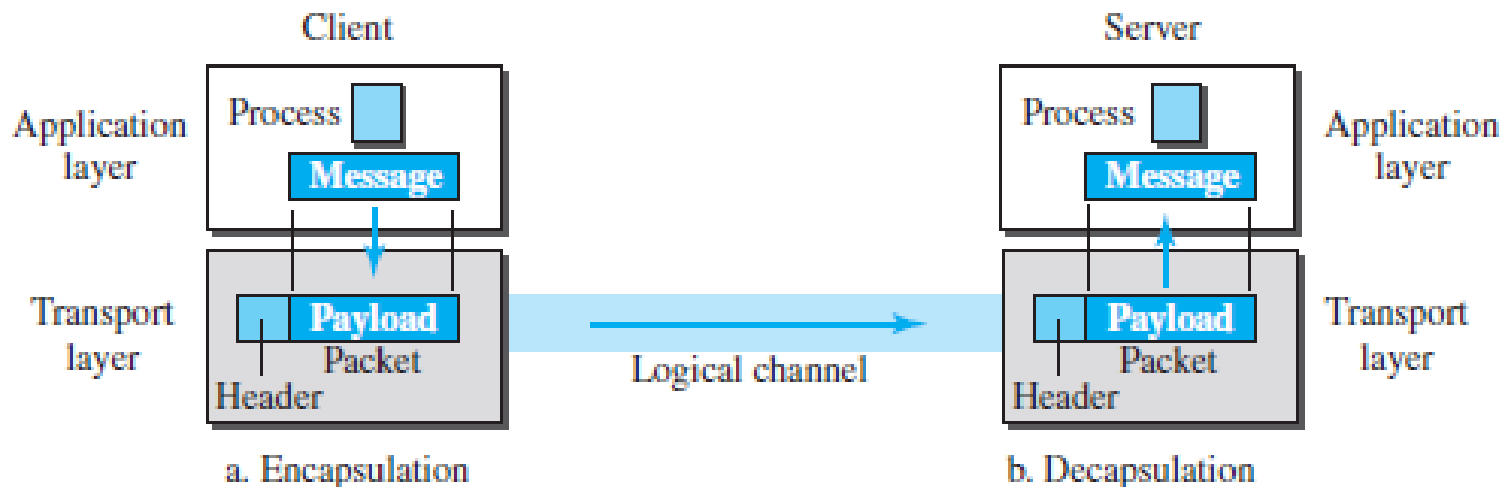 Client
Server
Application
layer
Process
Message
Process
Message
Application
layer
Transport
layer
Payload
Packet
Header
Logical channel
Payload
Packet
Header
Transport
layer
a. Encapsulation
b. Decapsulation